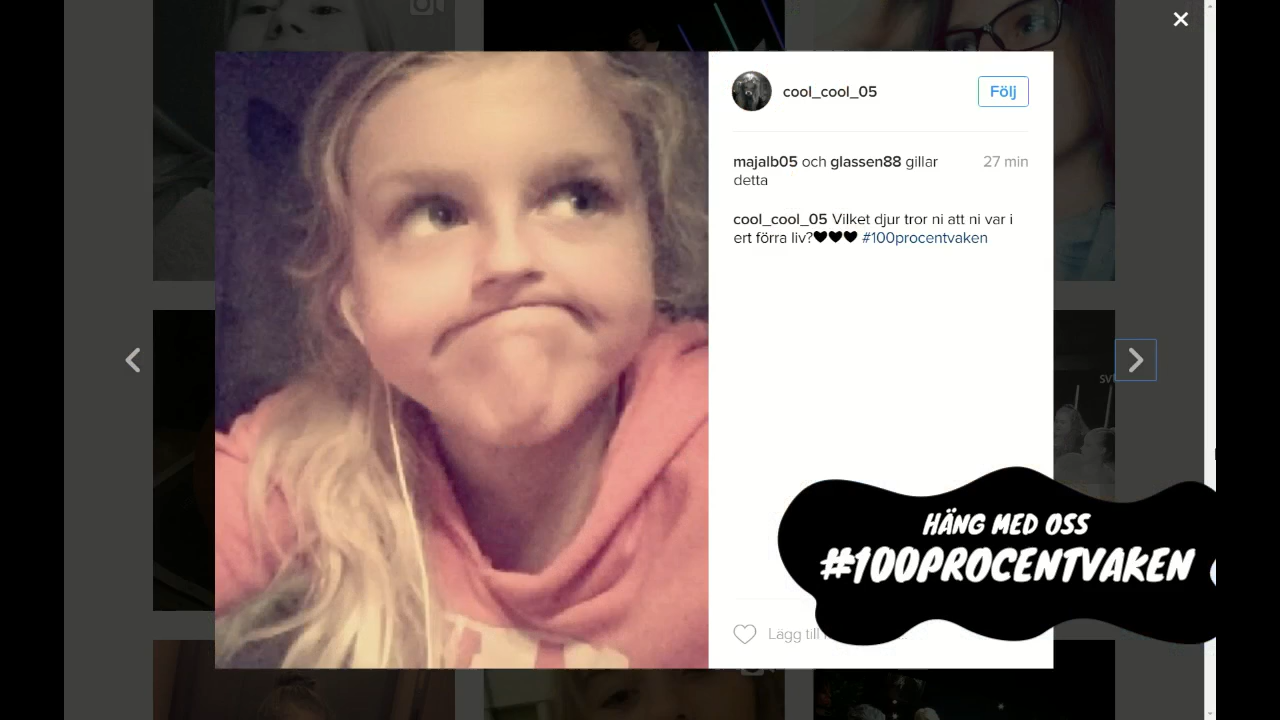 cool_cool_05
Följ
majalb05 och glassen88 gillar
27 min
detta
cool_cool_05 Vilket djur tror ni att ni var i
ert förra liv?🖤🖤🖤 #100procentvaken
HÄNG MED OSS
#100PROCENTVAKEN
Lägg till